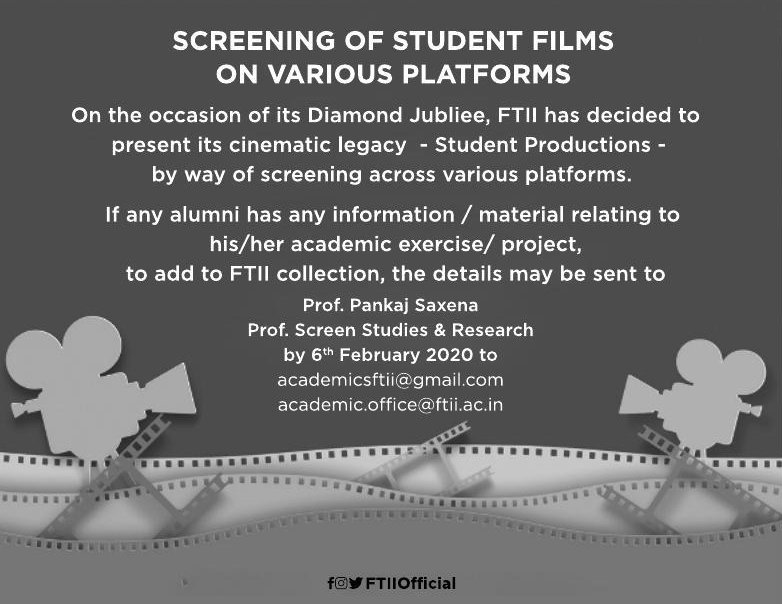 SCREENING OF STUDENT FILMS
ON VARIOUS PLATFORMS
On the occasion of its Diamond Jubliee, FTII has decided to
present its cinematic legacy - Student Productions -
by way of screening across various platforms.
If any alumni has any information / material relating to
his/her academic exercise/ project,
to add to FTII collection, the details may be sent to
Prof. Pankaj Saxena
Prof. Screen Studies & Research
by 6th February 2020 to
academicsftii@gmail.com
academic.office@ftii.ac.in
FTIIOfficial